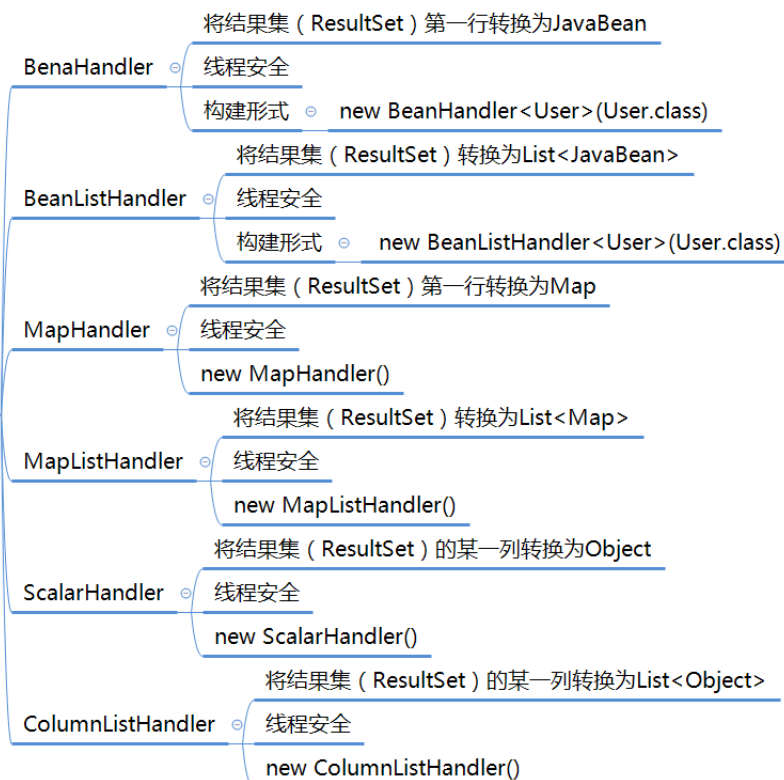 BenaHandler
将结果集（ResultSet）第一行转换为JavaBean
线程安全
构建形式
new BeanHandler<User>(User.class)
BeanListHandler
将结果集（ResultSet）转换为List<JavaBean>
线程安全
构建形式
new BeanListHandler<User>(User.class)
MapHandler
将结果集（ResultSet）第一行转换为Map
线程安全
new MapHandler()
MapListHandler
将结果集（ResultSet）转换为List<Map>
线程安全
new MapListHandler()
ScalarHandler
将结果集（ResultSet）的某一列转换为Object
线程安全
new ScalarHandler()
ColumnListHandler
将结果集（ResultSet）的某一列转换为List<Object>
线程安全
new ColumnListHandler()